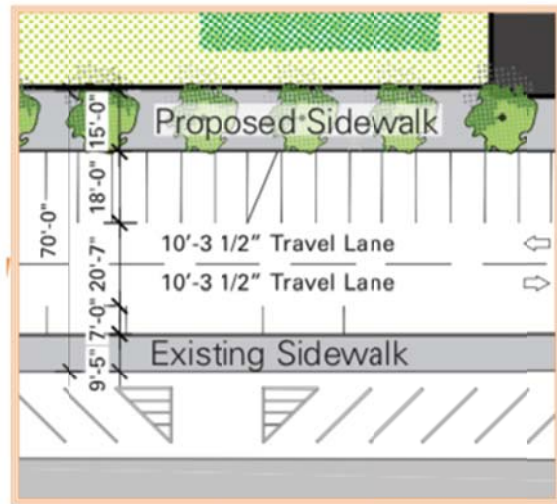 Proposed Sidewalk
15'-0"
18'-0"
70'-0"
10'-3 1/2" Travel Lane
20'-7"
10'-3 1/2" Travel Lane
7'-0"
Existing Sidewalk
9'-5"